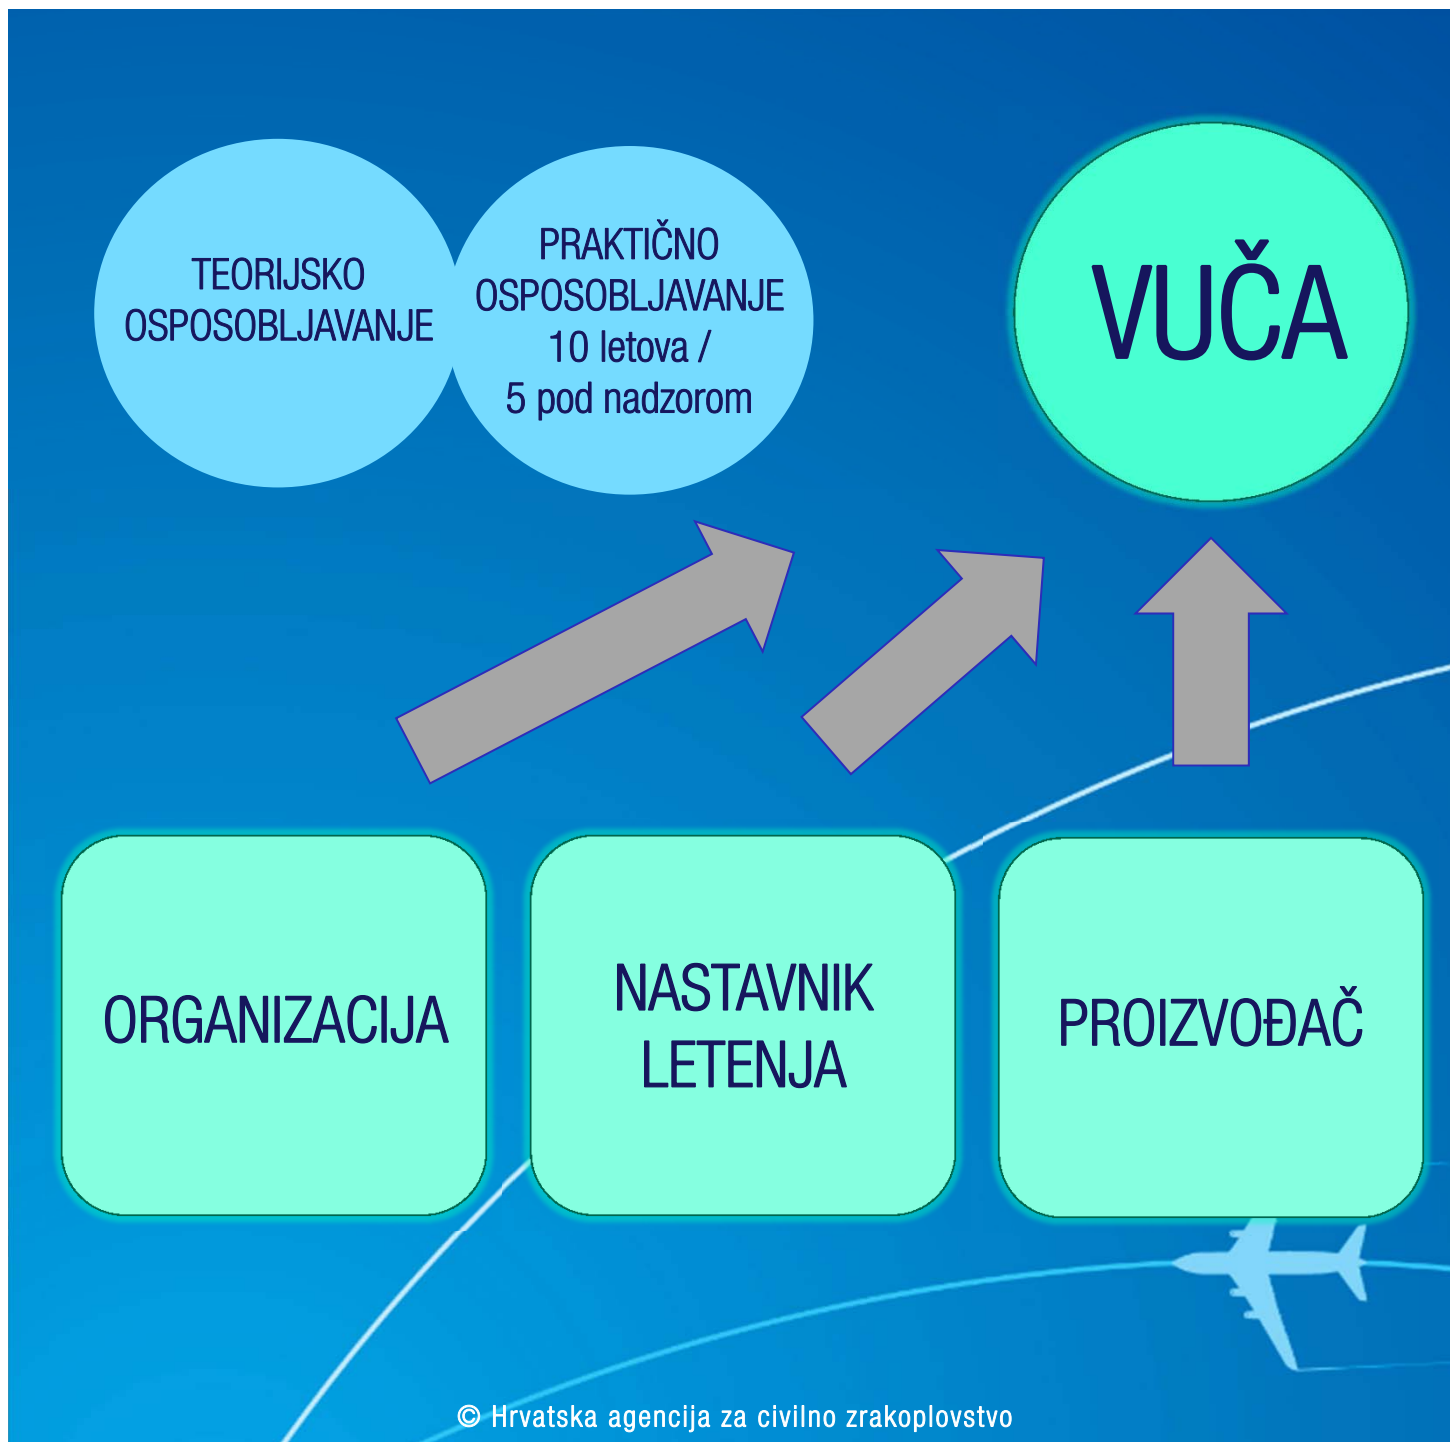 TEORIJSKO
OSPOSOBLJAVANJE
PRAKTIČNO
OSPOSOBLJAVANJE
10 letova /
5 pod nadzorom
VUČA
ORGANIZACIJA
NASTAVNIK
LETENJA
PROIZVOĐAČ
© Hrvatska agencija za civilno zrakoplovstvo